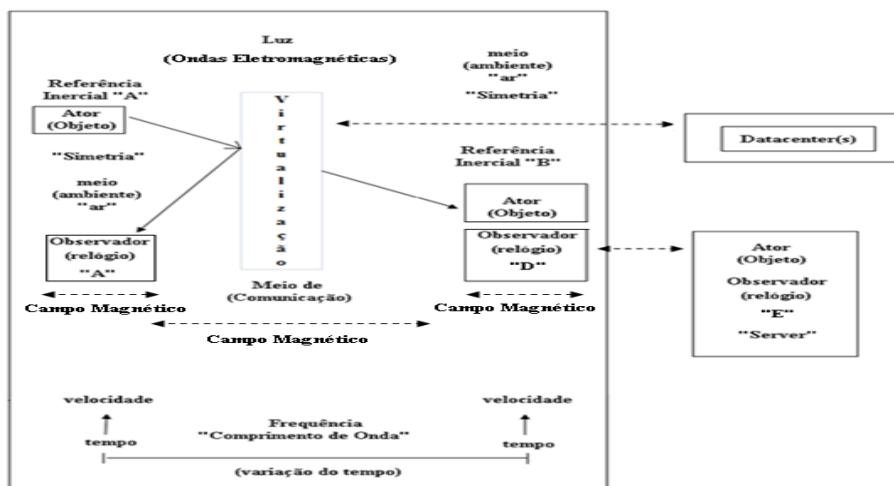 Luz
(Ondas Eletromagnéticas)
meio
(ambiente)
"ar"
"Simetria"
Referência
Inercial "A"
Ator
(Objeto)
"Simetria"
meio
(ambiente)
"ar"
Observador
(relógio)
"A"
Campo Magnético
Virtualização
Meio de
(Comunicação)
Campo Magnético
Referência
Inercial "B"
Ator
(Objeto)
Observador
(relógio)
"D"
Campo Magnético
Datacenter(s)
Ator
(Objeto)
Observador
(relógio)
"E"
"Server"
velocidade
tempo
Frequência
"Comprimento de Onda"
(variação do tempo)
velocidade
tempo